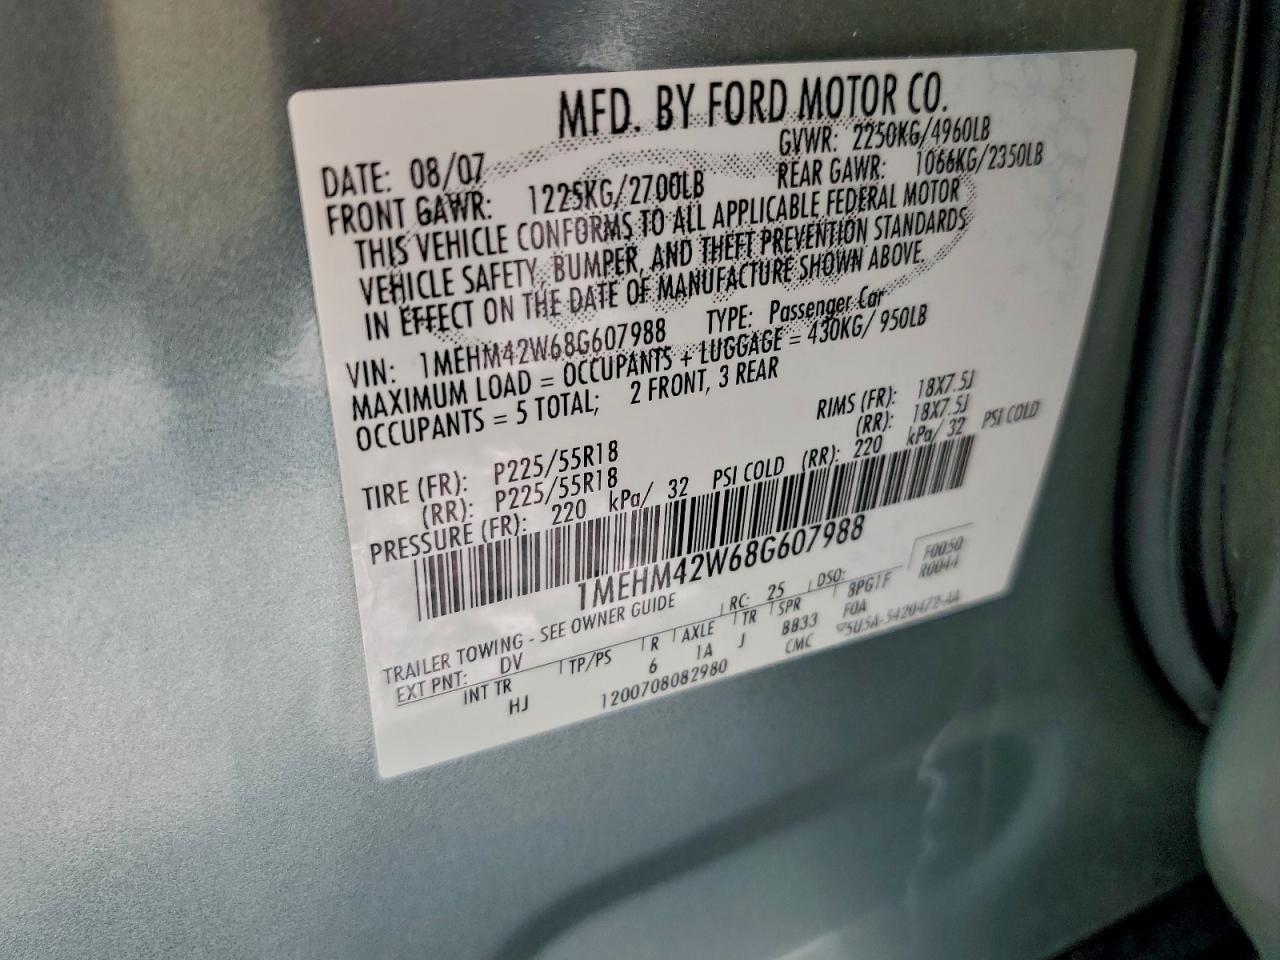 MFD. BY FORD MOTOR CO.
DATE: 08/07 GVWR: 2250KG/4960LB
FRONT GAWR: 1225KG/2700LB REAR GAWR: 1066KG/2350LB
THIS VEHICLE CONFORMS TO ALL APPLICABLE FEDERAL MOTOR
VEHICLE SAFETY, BUMPER, AND THEFT PREVENTION STANDARDS
IN EFFECT ON THE DATE OF MANUFACTURE SHOWN ABOVE.
VIN: 1MEHM42W68G607988 TYPE: Passenger Car
MAXIMUM LOAD = OCCUPANTS + LUGGAGE = 430KG/ 950LB
OCCUPANTS = 5 TOTAL; 2 FRONT, 3 REAR
TIRE (FR): P225/55R18 RIMS (FR): 18X7.5J
(RR): P225/55R18 (RR): 18X7.5J
PRESSURE (FR): 220 kPa/ 32 PSI COLD (RR): 220 kPa/ 32 PSI COLD
1MEHM42W68G607988
TRAILER TOWING - SEE OWNER GUIDE
EXT PNT: DV RC: 25 DSO: F0050
R0044
INT TR TP/PS R AXLE TR SPR 8PG1F
HJ 6 1A J BB33 FOA
1200708082980 CMC 5U5A-5420472-AA